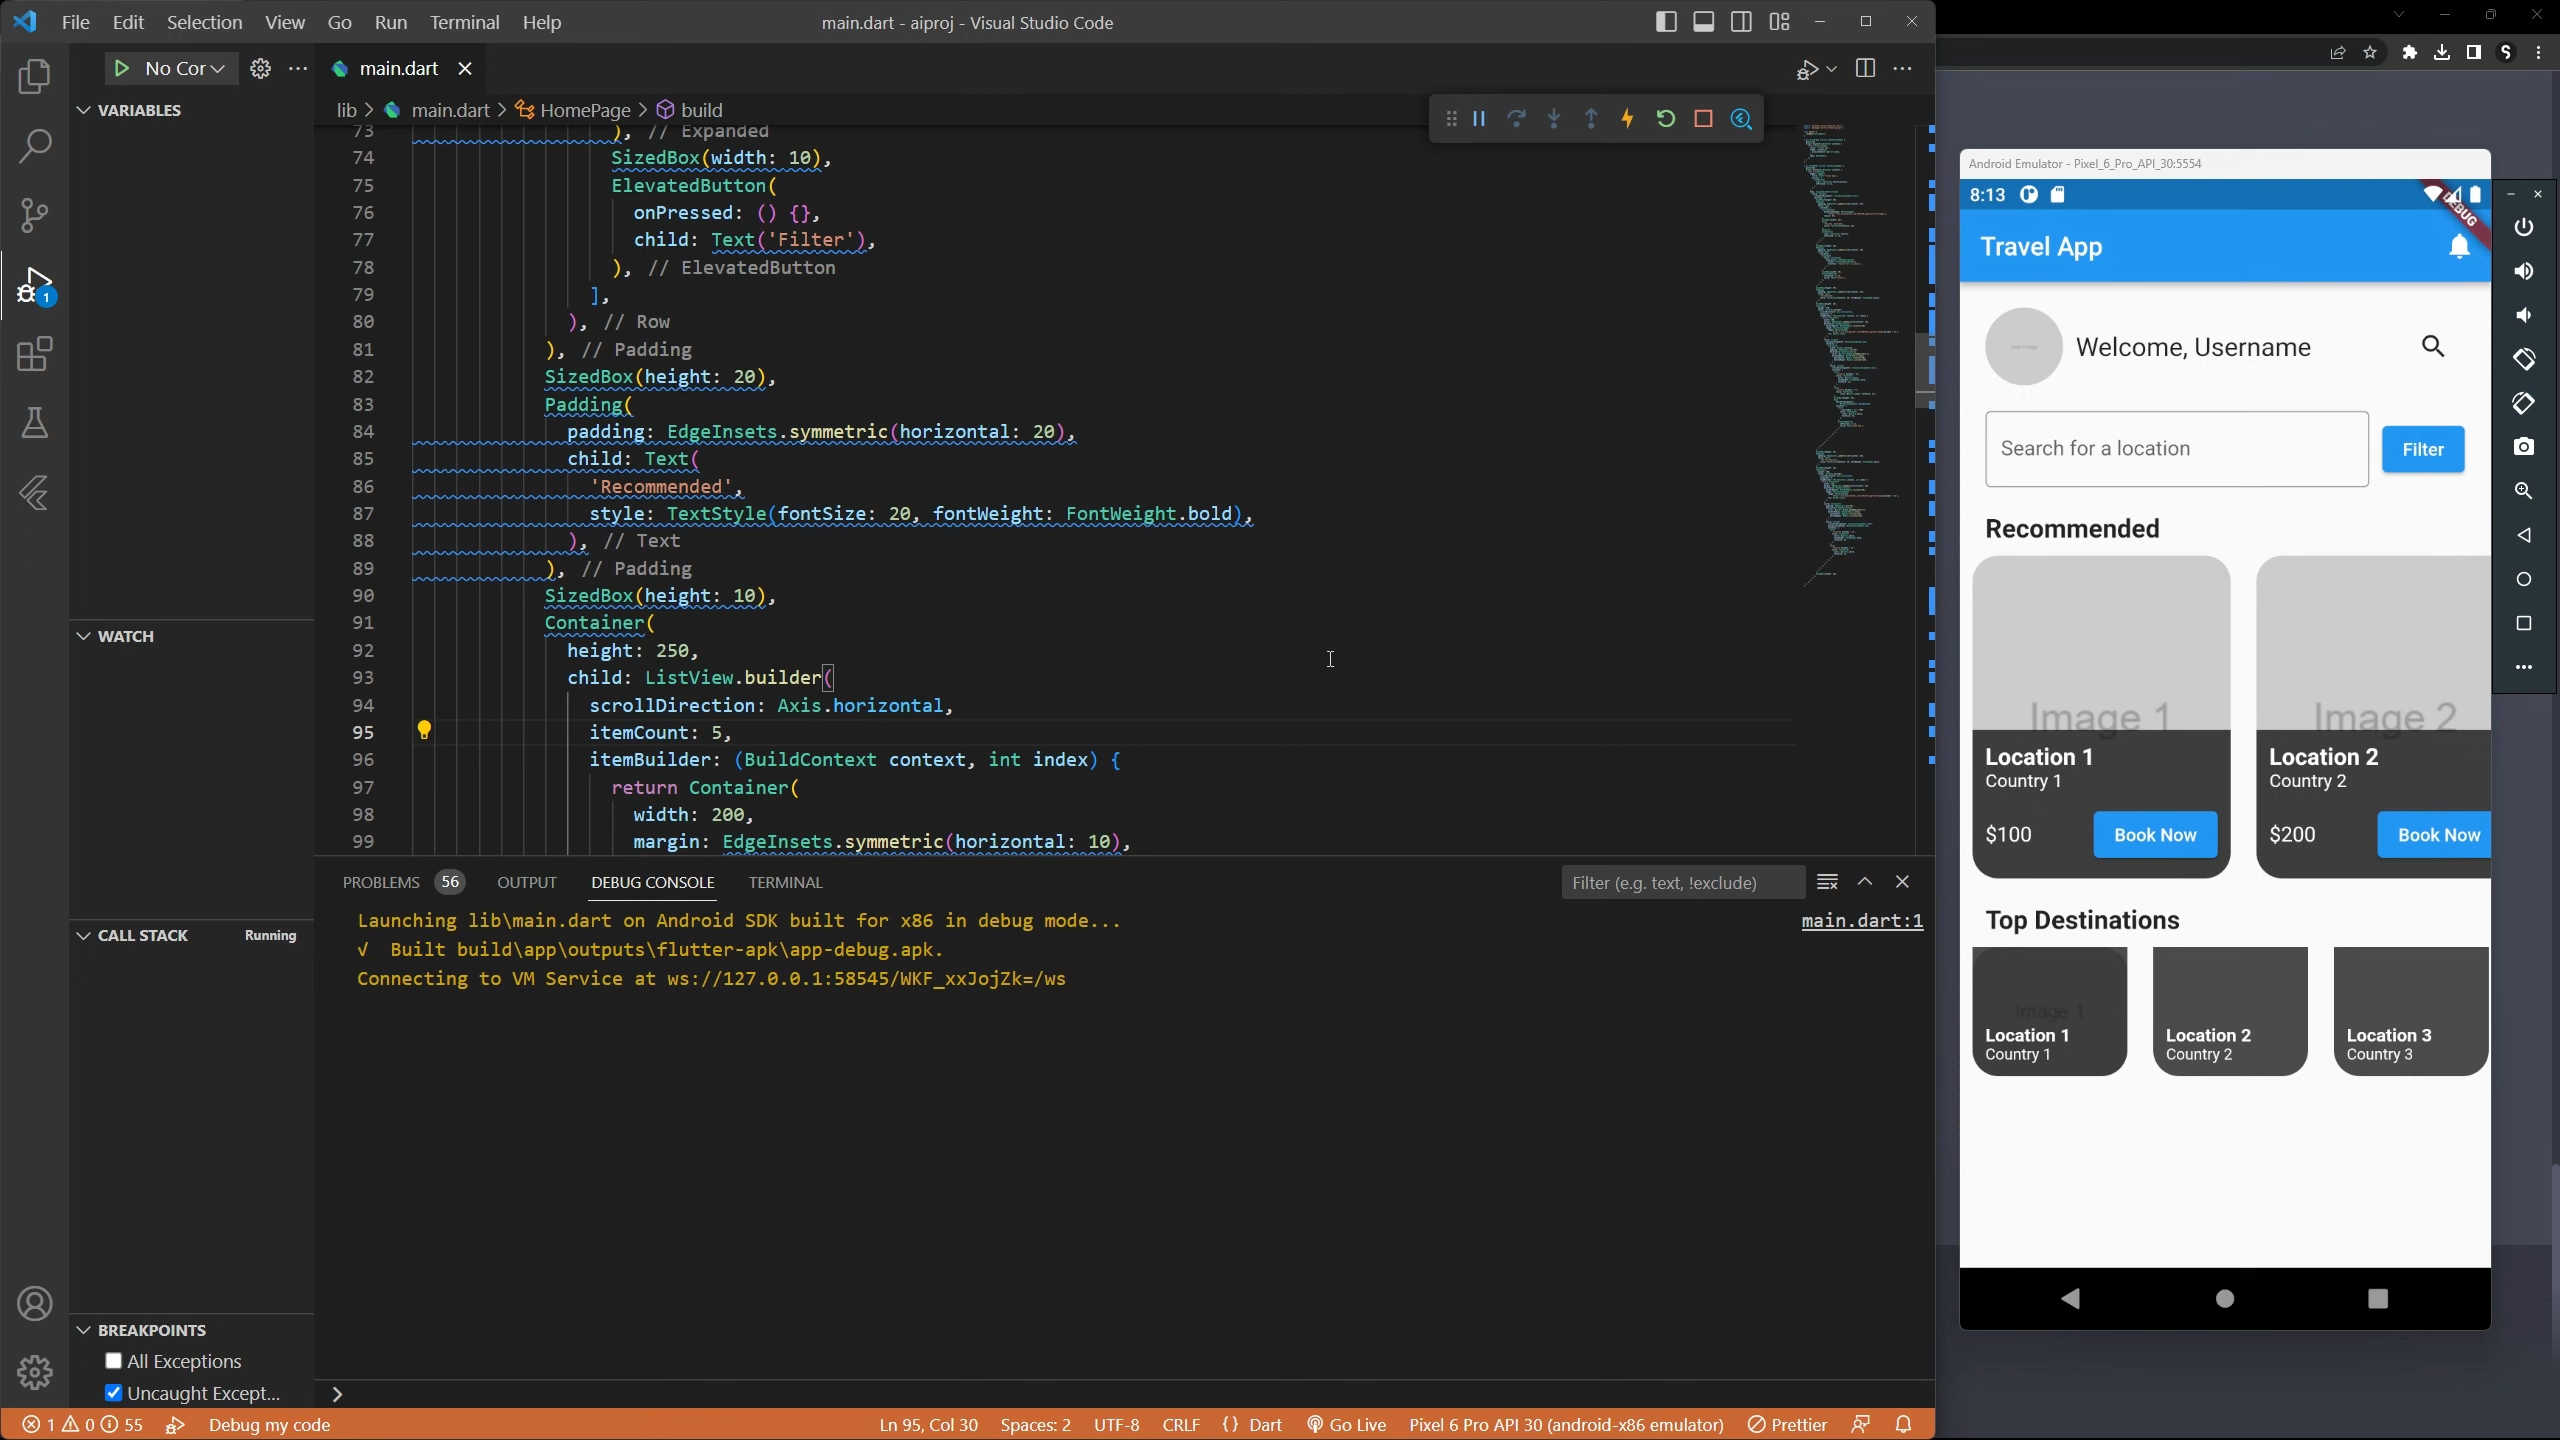 File Edit Selection View Go Run Terminal Help
main.dart - aiproj - Visual Studio Code
No Cor
main.dart
VARIABLES
lib > main.dart > HomePage > build
73 ), // Expanded
74 SizedBox(width: 10),
75 ElevatedButton(
76 onPressed: () {},
77 child: Text('Filter'),
78 ), // ElevatedButton
79 ],
80 ), // Row
81 ), // Padding
82 SizedBox(height: 20),
83 Padding(
84 padding: EdgeInsets.symmetric(horizontal: 20),
85 child: Text(
86 'Recommended',
87 style: TextStyle(fontSize: 20, fontWeight: FontWeight.bold),
88 ), // Text
89 ), // Padding
90 SizedBox(height: 10),
91 Container(
92 height: 250,
93 child: ListView.builder(
94 scrollDirection: Axis.horizontal,
95 itemCount: 5,
96 itemBuilder: (BuildContext context, int index) {
97 return Container(
98 width: 200,
99 margin: EdgeInsets.symmetric(horizontal: 10),
1
WATCH
CALL STACK Running
BREAKPOINTS
All Exceptions
Uncaught Except...
PROBLEMS 56 OUTPUT DEBUG CONSOLE TERMINAL
Filter (e.g. text, !exclude)
Launching lib\main.dart on Android SDK built for x86 in debug mode...
main.dart:1
√ Built build\app\outputs\flutter-apk\app-debug.apk.
Connecting to VM Service at ws://127.0.0.1:58545/WKF_xxJojZk=/ws
1 0 55 Debug my code
Ln 95, Col 30 Spaces: 2 UTF-8 CRLF {} Dart Go Live Pixel 6 Pro API 30 (android-x86 emulator) Prettier
S
Android Emulator - Pixel_6_Pro_API_30:5554
8:13
DEBUG
Travel App
Welcome, Username
Search for a location
Filter
Recommended
Image 1 Image 2
Location 1 Location 2
Country 1 Country 2
$100 Book Now $200 Book Now
Top Destinations
Image 1
Location 1 Location 2 Location 3
Country 1 Country 2 Country 3